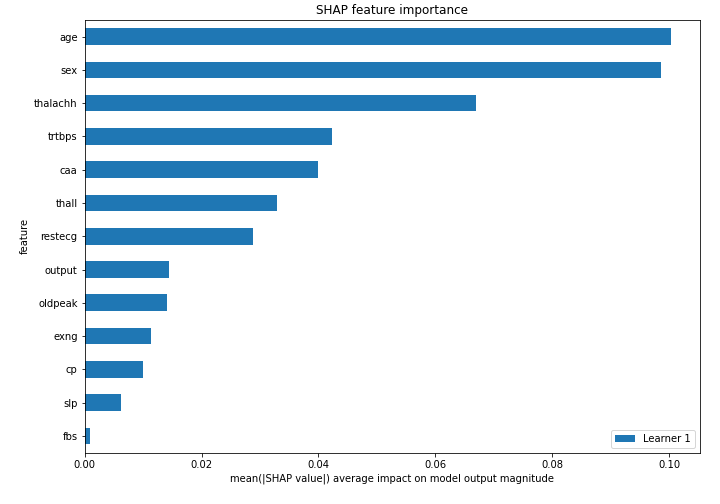 SHAP feature importance
age
sex
thalachh
trtbps
caa
thall
restecg
output
oldpeak
exng
cp
slp
fbs
feature
Learner 1
0.00 0.02 0.04 0.06 0.08 0.10
mean(|SHAP value|) average impact on model output magnitude